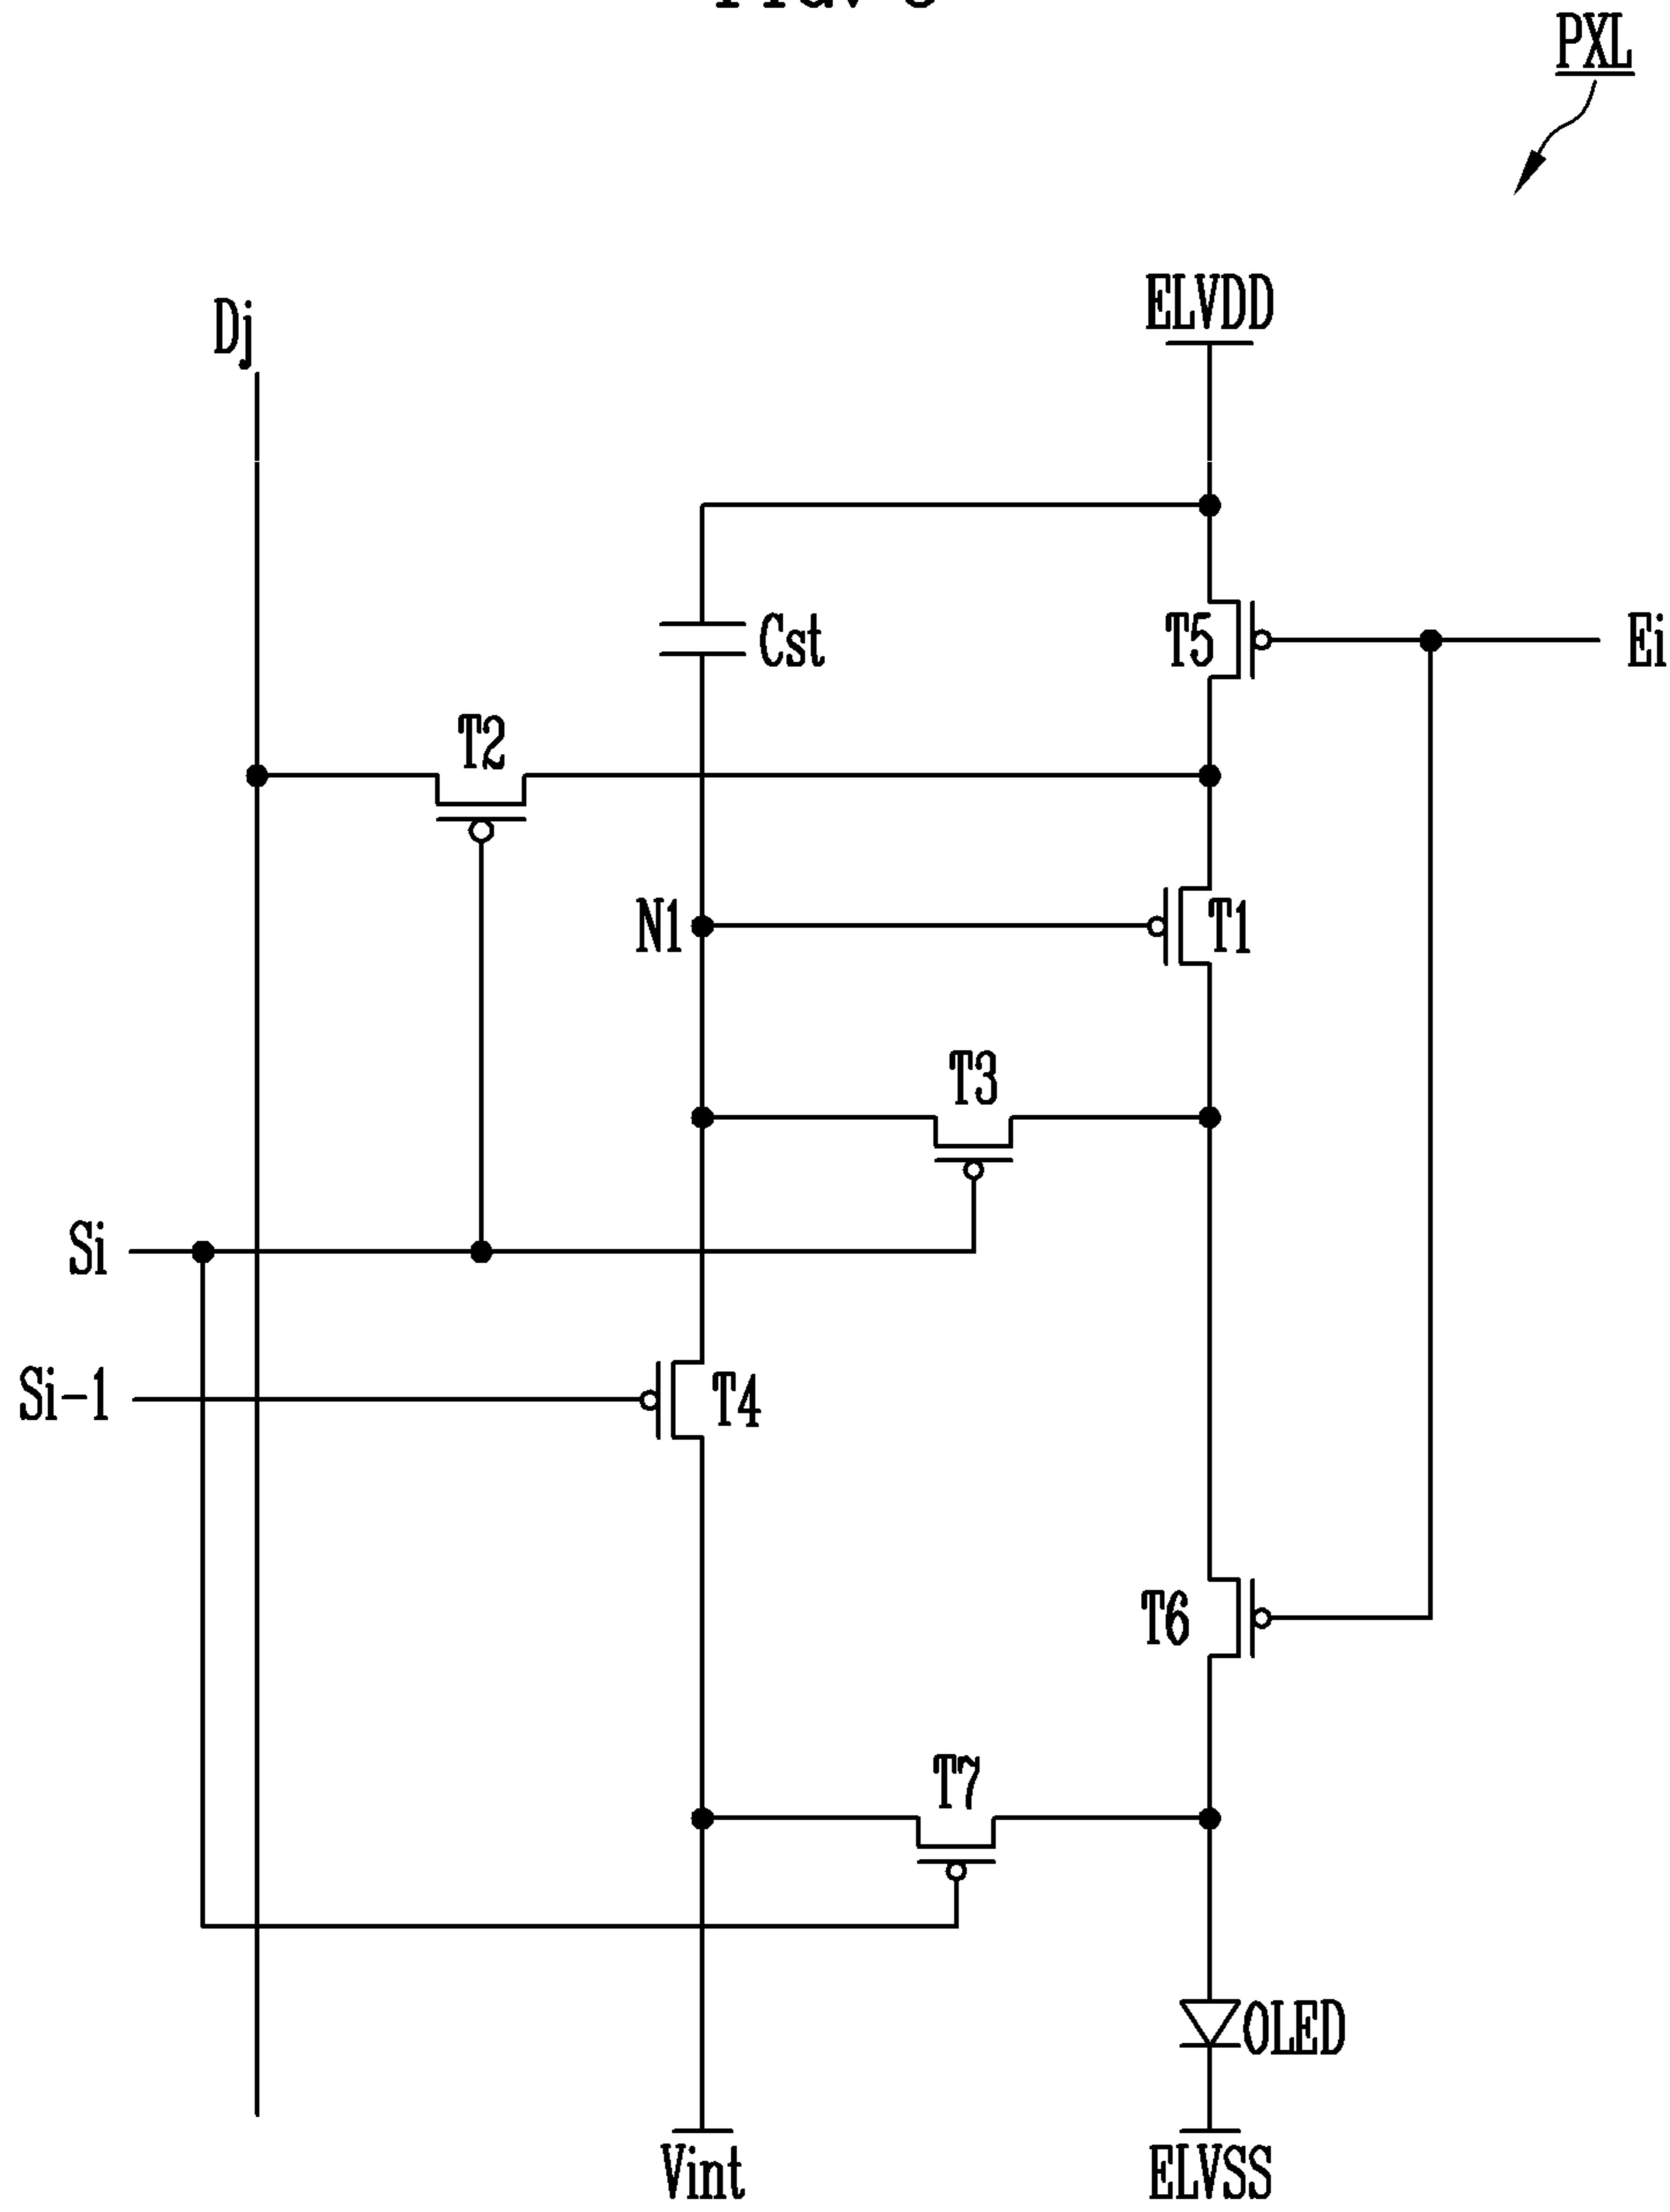 PXL
ELVDD
Dj
Cst
T5
Ei
T2
N1
T1
T3
Si
Si-1
T4
T6
T7
OLED
Vint
ELVSS